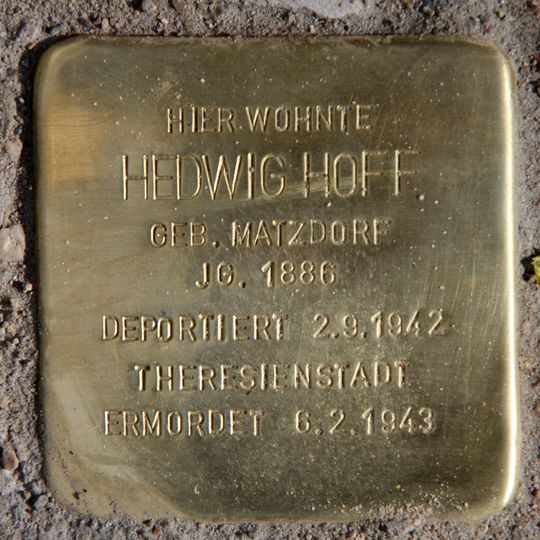 HIER WOHNTE
HEDWIG HOFF
GEB. MATZDORF
JG. 1886
DEPORTIERT 2.9.1942
THERESIENSTADT
ERMORDET 6.2.1943